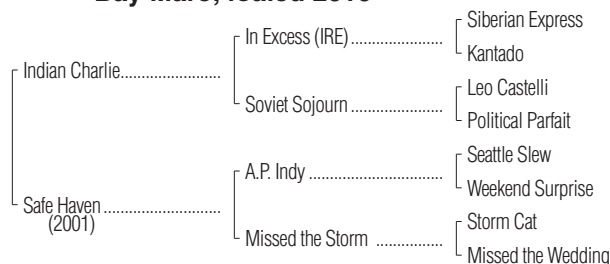 Bay Mare; foaled
Siberian Express
In Excess (IRE)
Kantado
Indian Charlie
Leo Castelli
Soviet Sojourn
Political Parfait
Seattle Slew
A.P. Indy
Weekend Surprise
Safe Haven
(2001)
Storm Cat
Missed the Storm
Missed the Wedding